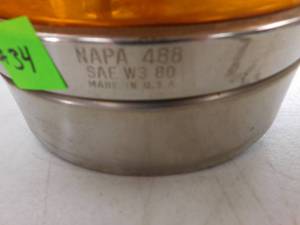 #34
NAPA 488
SAE W3 80
MADE IN U.S.A.